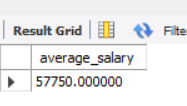 Result Grid Filte
average_salary
57750.000000